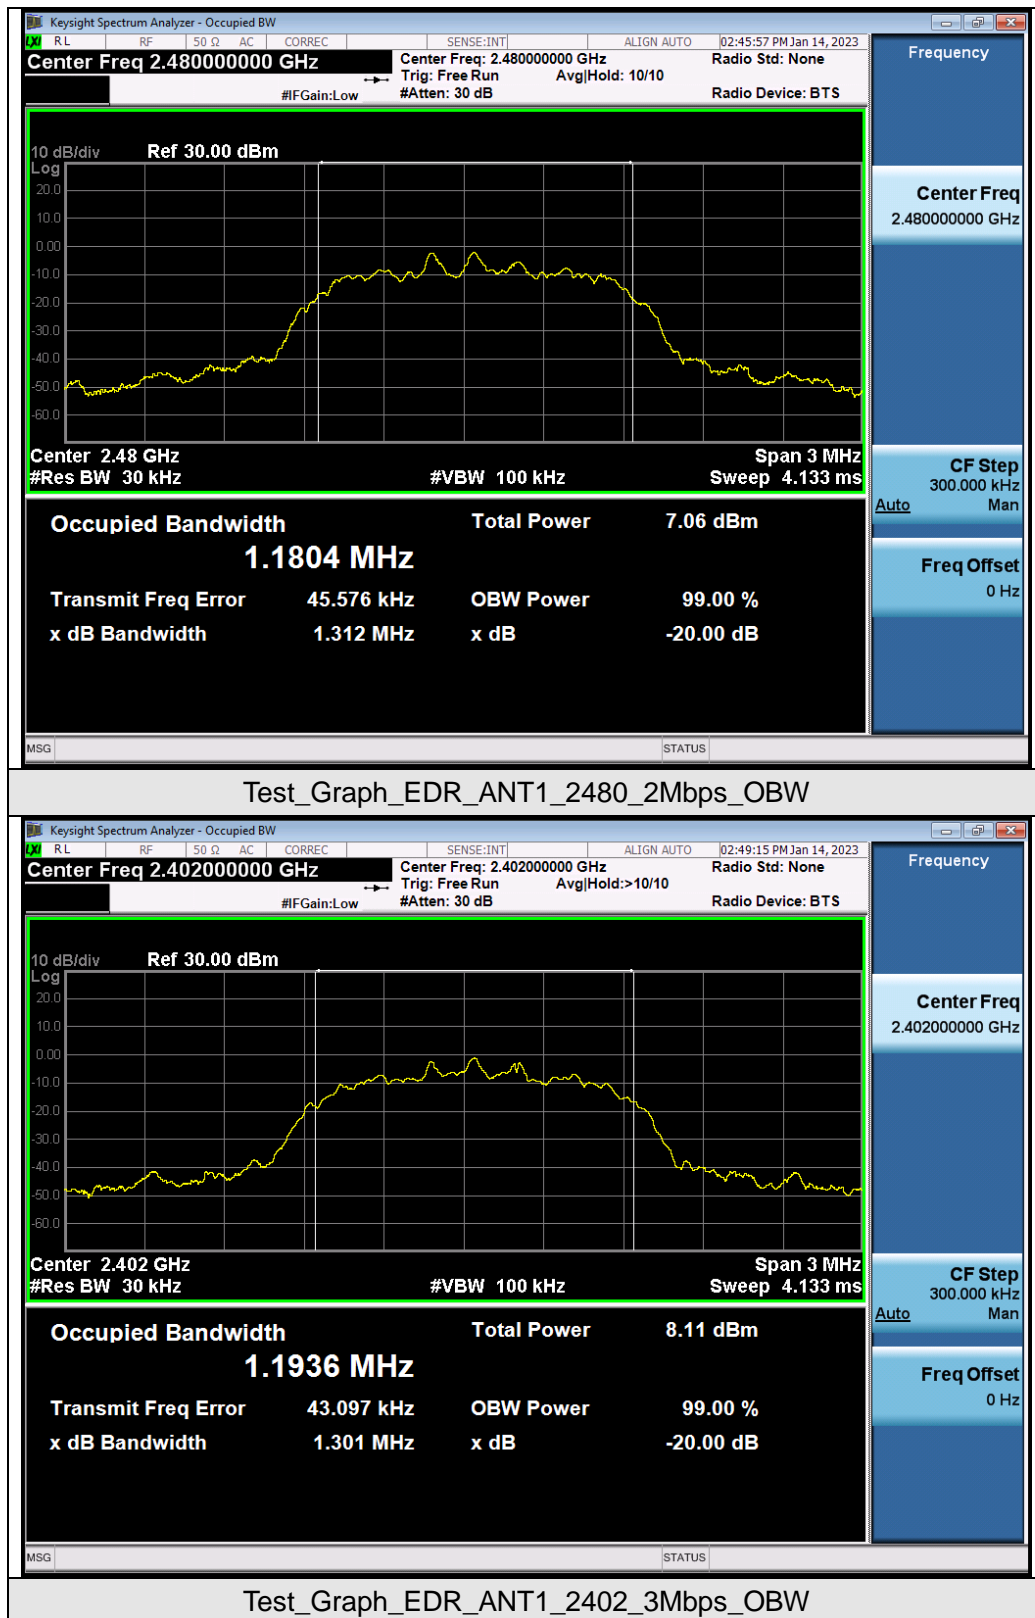 Keysight Spectrum Analyzer - Occupied BW
LXI RL RF 50 Ω AC CORREC SENSE:INT ALIGN AUTO 02:45:57 PM Jan 14, 2023
Center Freq 2.480000000 GHz Center Freq: 2.480000000 GHz Radio Std: None
Trig: Free Run Avg|Hold: 10/10
#IFGain:Low #Atten: 30 dB Radio Device: BTS
Frequency
10 dB/div Ref 30.00 dBm
Log
20.0
10.0
0.00
-10.0
-20.0
-30.0
-40.0
-50.0
-60.0
Center 2.48 GHz Span 3 MHz
#Res BW 30 kHz #VBW 100 kHz Sweep 4.133 ms
Center Freq
2.480000000 GHz
CF Step
300.000 kHz
Auto Man
Freq Offset
0 Hz
Occupied Bandwidth Total Power 7.06 dBm
1.1804 MHz
Transmit Freq Error 45.576 kHz OBW Power 99.00 %
x dB Bandwidth 1.312 MHz x dB -20.00 dB
MSG STATUS
Test_Graph_EDR_ANT1_2480_2Mbps_OBW
Keysight Spectrum Analyzer - Occupied BW
LXI RL RF 50 Ω AC CORREC SENSE:INT ALIGN AUTO 02:49:15 PM Jan 14, 2023
Center Freq 2.402000000 GHz Center Freq: 2.402000000 GHz Radio Std: None
Trig: Free Run Avg|Hold:>10/10
#IFGain:Low #Atten: 30 dB Radio Device: BTS
Frequency
10 dB/div Ref 30.00 dBm
Log
20.0
10.0
0.00
-10.0
-20.0
-30.0
-40.0
-50.0
-60.0
Center 2.402 GHz Span 3 MHz
#Res BW 30 kHz #VBW 100 kHz Sweep 4.133 ms
Center Freq
2.402000000 GHz
CF Step
300.000 kHz
Auto Man
Freq Offset
0 Hz
Occupied Bandwidth Total Power 8.11 dBm
1.1936 MHz
Transmit Freq Error 43.097 kHz OBW Power 99.00 %
x dB Bandwidth 1.301 MHz x dB -20.00 dB
MSG STATUS
Test_Graph_EDR_ANT1_2402_3Mbps_OBW